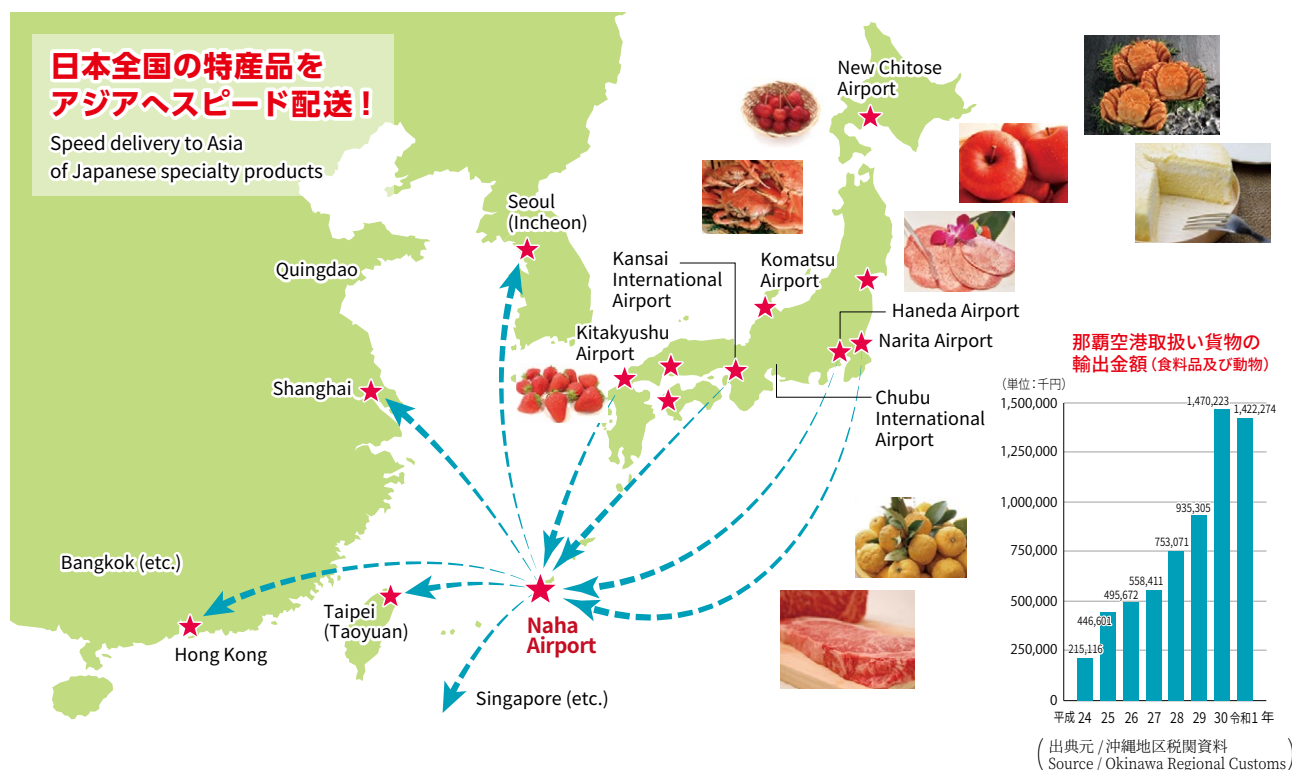 日本全国の特産品を
アジアへスピード配送！
Speed delivery to Asia
of Japanese specialty products
New Chitose
Airport
Seoul
(Incheon)
Quingdao
Kansai
International
Airport
Komatsu
Airport
Haneda Airport
Narita Airport
Kitakyushu
Airport
Shanghai
Chubu
International
Airport
Bangkok (etc.)
Taipei
(Taoyuan)
Hong Kong
Naha
Airport
Singapore (etc.)
那覇空港取扱い貨物の
輸出金額（食料品及び動物）
（単位：千円）
1,500,000
1,250,000
1,000,000
750,000
500,000
250,000
0
215,116
446,601
495,672
558,411
753,071
935,305
1,470,223
1,422,274
平成 24 25 26 27 28 29 30 令和1 年
出典元 / 沖縄地区税関資料
Source / Okinawa Regional Customs